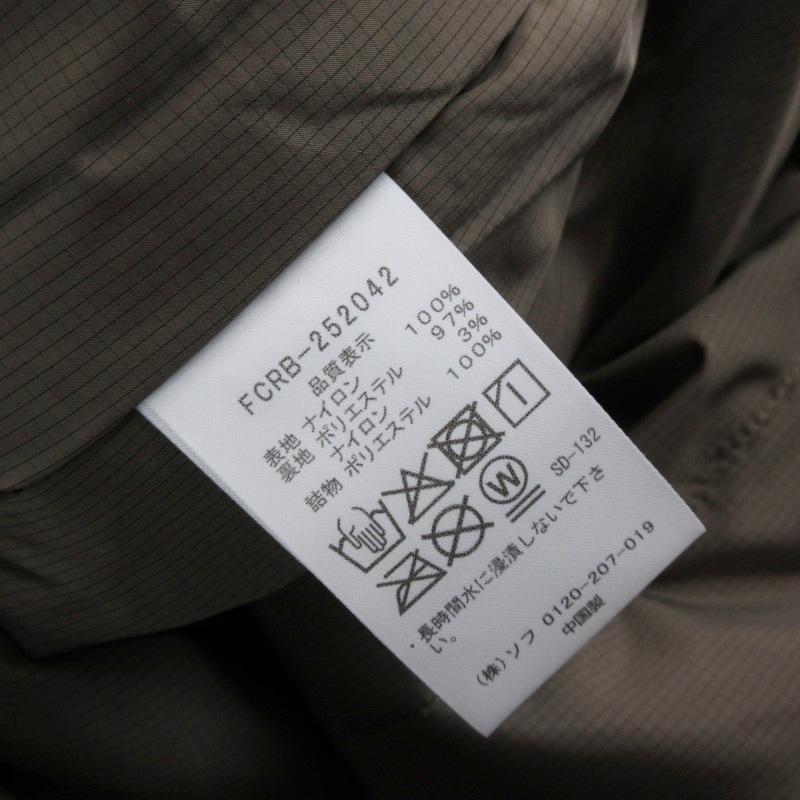 FCRB-252042
品質表示
表地 ナイロン 100%
裏地 ポリエステル 97%
ナイロン 3%
詰物 ポリエステル 100%
W
SD-132
・長時間水に浸漬しないで下さ
い。
(株)ソフ 0120-207-019
中国製